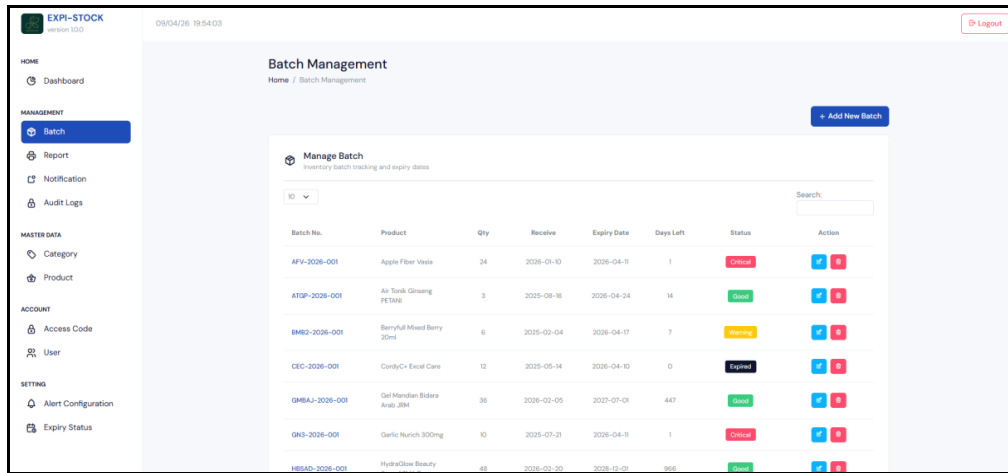 EXPI-STOCK
version 1.0.0
09/04/26 19:54:03
Logout
HOME
Dashboard
MANAGEMENT
Batch
Report
Notification
Audit Logs
MASTER DATA
Category
Product
ACCOUNT
Access Code
User
SETTING
Alert Configuration
Expiry Status
Batch Management
Home / Batch Management
+ Add New Batch
Manage Batch
Inventory batch tracking and expiry dates
10
Search:
Batch No. Product Qty Receive Expiry Date Days Left Status Action
AFV-2026-001 Apple Fiber Vasia 24 2026-01-10 2026-04-11 1 Critical
ATGP-2026-001 Air Tonik Ginseng PETANI 3 2025-08-16 2026-04-24 14 Good
BMB2-2026-001 Berryfull Mixed Berry 20ml 6 2025-02-04 2026-04-17 7 Warning
CEC-2026-001 CordyC+ Excel Care 12 2025-05-14 2026-04-10 0 Expired
GMBAJ-2026-001 Gel Mandian Bidara Arab JRM 36 2026-02-05 2027-07-01 447 Good
GN3-2026-001 Garlic Nurich 300mg 10 2025-07-21 2026-04-11 1 Critical
HBSAD-2026-001 HydraGlow Beauty 48 2026-02-20 2028-12-01 966 Good